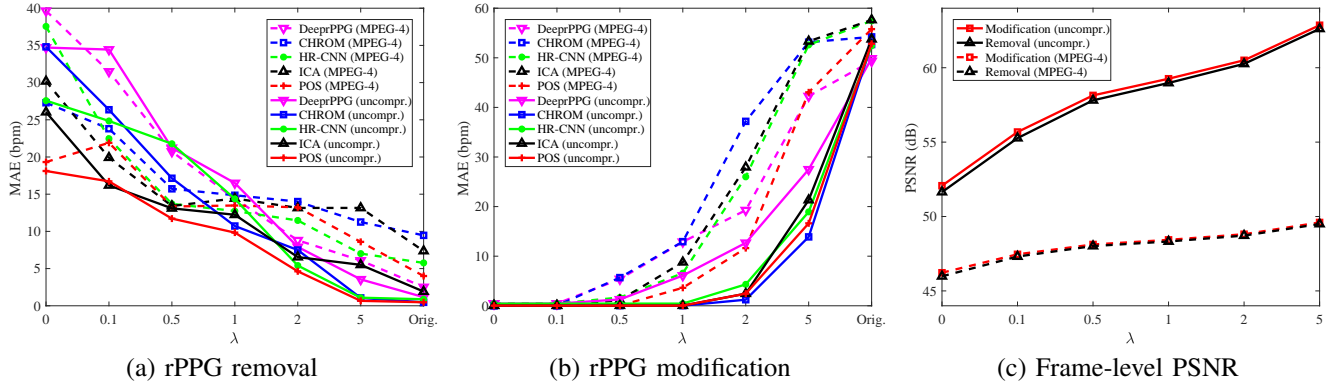 40
35
30
25
20
15
10
5
0
MAE (bpm)
0 0.1 0.5 1 2 5 Orig.
λ
DeeprPPG (MPEG-4)
CHROM (MPEG-4)
HR-CNN (MPEG-4)
ICA (MPEG-4)
POS (MPEG-4)
DeeprPPG (uncompr.)
CHROM (uncompr.)
HR-CNN (uncompr.)
ICA (uncompr.)
POS (uncompr.)
(a) rPPG removal
60
50
40
30
20
10
0
MAE (bpm)
0 0.1 0.5 1 2 5 Orig.
λ
DeeprPPG (MPEG-4)
CHROM (MPEG-4)
HR-CNN (MPEG-4)
ICA (MPEG-4)
POS (MPEG-4)
DeeprPPG (uncompr.)
CHROM (uncompr.)
HR-CNN (uncompr.)
ICA (uncompr.)
POS (uncompr.)
(b) rPPG modification
60
55
50
45
PSNR (dB)
0 0.1 0.5 1 2 5
λ
Modification (uncompr.)
Removal (uncompr.)
Modification (MPEG-4)
Removal (MPEG-4)
(c) Frame-level PSNR